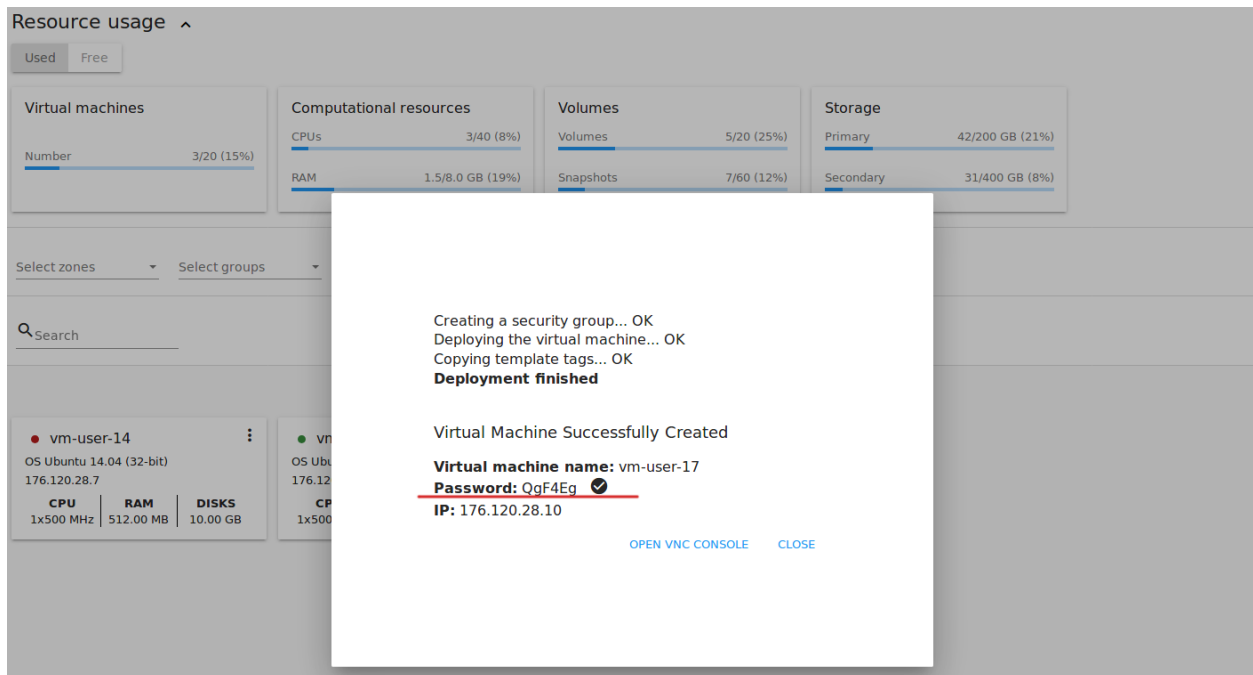 Resource usage
Used Free
Virtual machines
Number 3/20 (15%)
Computational resources
CPUs 3/40 (8%)
RAM 1.5/8.0 GB (19%)
Volumes
Volumes 5/20 (25%)
Snapshots 7/60 (12%)
Storage
Primary 42/200 GB (21%)
Secondary 31/400 GB (8%)
Select zones Select groups
Search
vm-user-14
OS Ubuntu 14.04 (32-bit)
176.120.28.7
CPU RAM DISKS
1x500 MHz 512.00 MB 10.00 GB
Creating a security group... OK
Deploying the virtual machine... OK
Copying template tags... OK
Deployment finished
Virtual Machine Successfully Created
Virtual machine name: vm-user-17
Password: QgF4Eg
IP: 176.120.28.10
OPEN VNC CONSOLE CLOSE